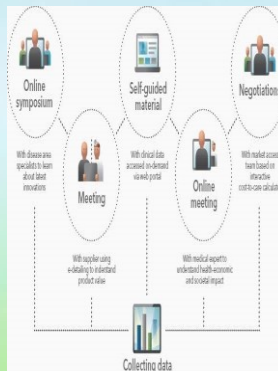 Online
symposium
Self-guided
material
Negotiation
With disease area
specialists to learn
about latest
innovations
Meeting
With clinical data
accessed on-demand
via web portal
Online
meeting
With market access
team based on
interactive
cost-to-care calculat
With supplier using
e-detailing to understand
product value
With medical expert to
understand health-economic
and societal impact
Collecting data